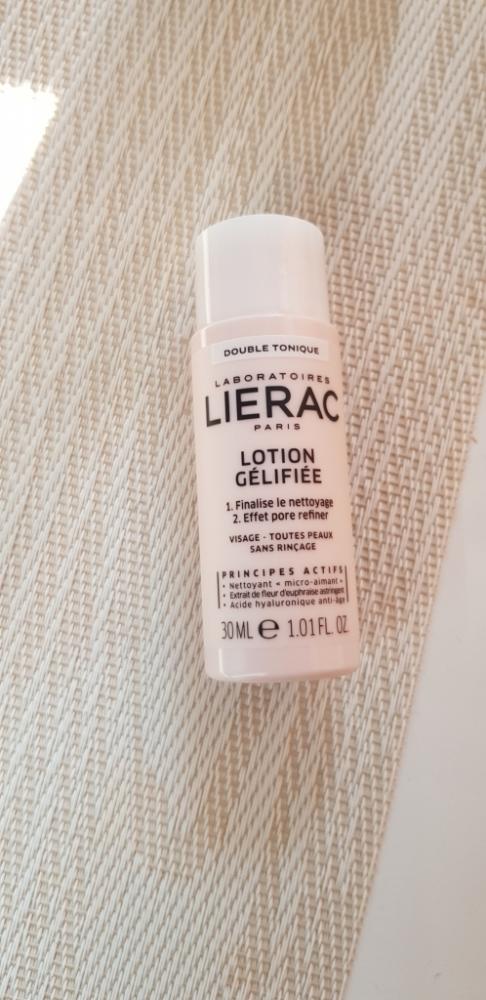 DOUBLE TONIQUE
LABORATOIRES
LIERAC
PARIS
LOTION
GÉLIFIÉE
1. Finalise le nettoyage
2. Effet pore refiner
VISAGE - TOUTES PEAUX
SANS RINÇAGE
PRINCIPES ACTIFS
• Nettoyant « micro-aimant »
• Extrait de fleur d'euphraise astringent
• Acide hyaluronique anti-âge
30 ML e 1.01 FL. OZ.